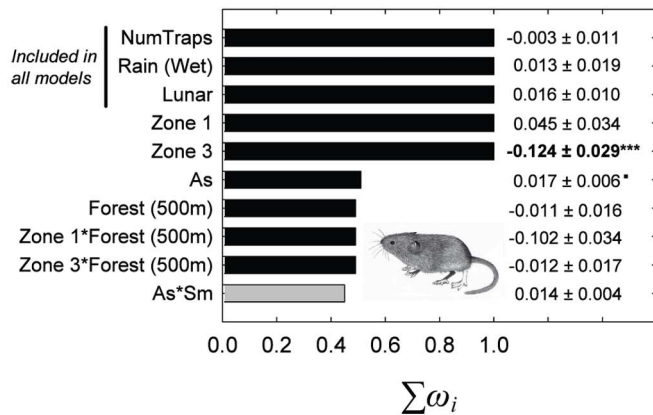 Included in
all models
NumTraps -0.003 ± 0.011
Rain (Wet) 0.013 ± 0.019
Lunar 0.016 ± 0.010
Zone 1 0.045 ± 0.034
Zone 3 -0.124 ± 0.029***
As 0.017 ± 0.006▪
Forest (500m) -0.011 ± 0.016
Zone 1*Forest (500m) -0.102 ± 0.034
Zone 3*Forest (500m) -0.012 ± 0.017
As*Sm 0.014 ± 0.004
0.0 0.2 0.4 0.6 0.8 1.0
∑ωi